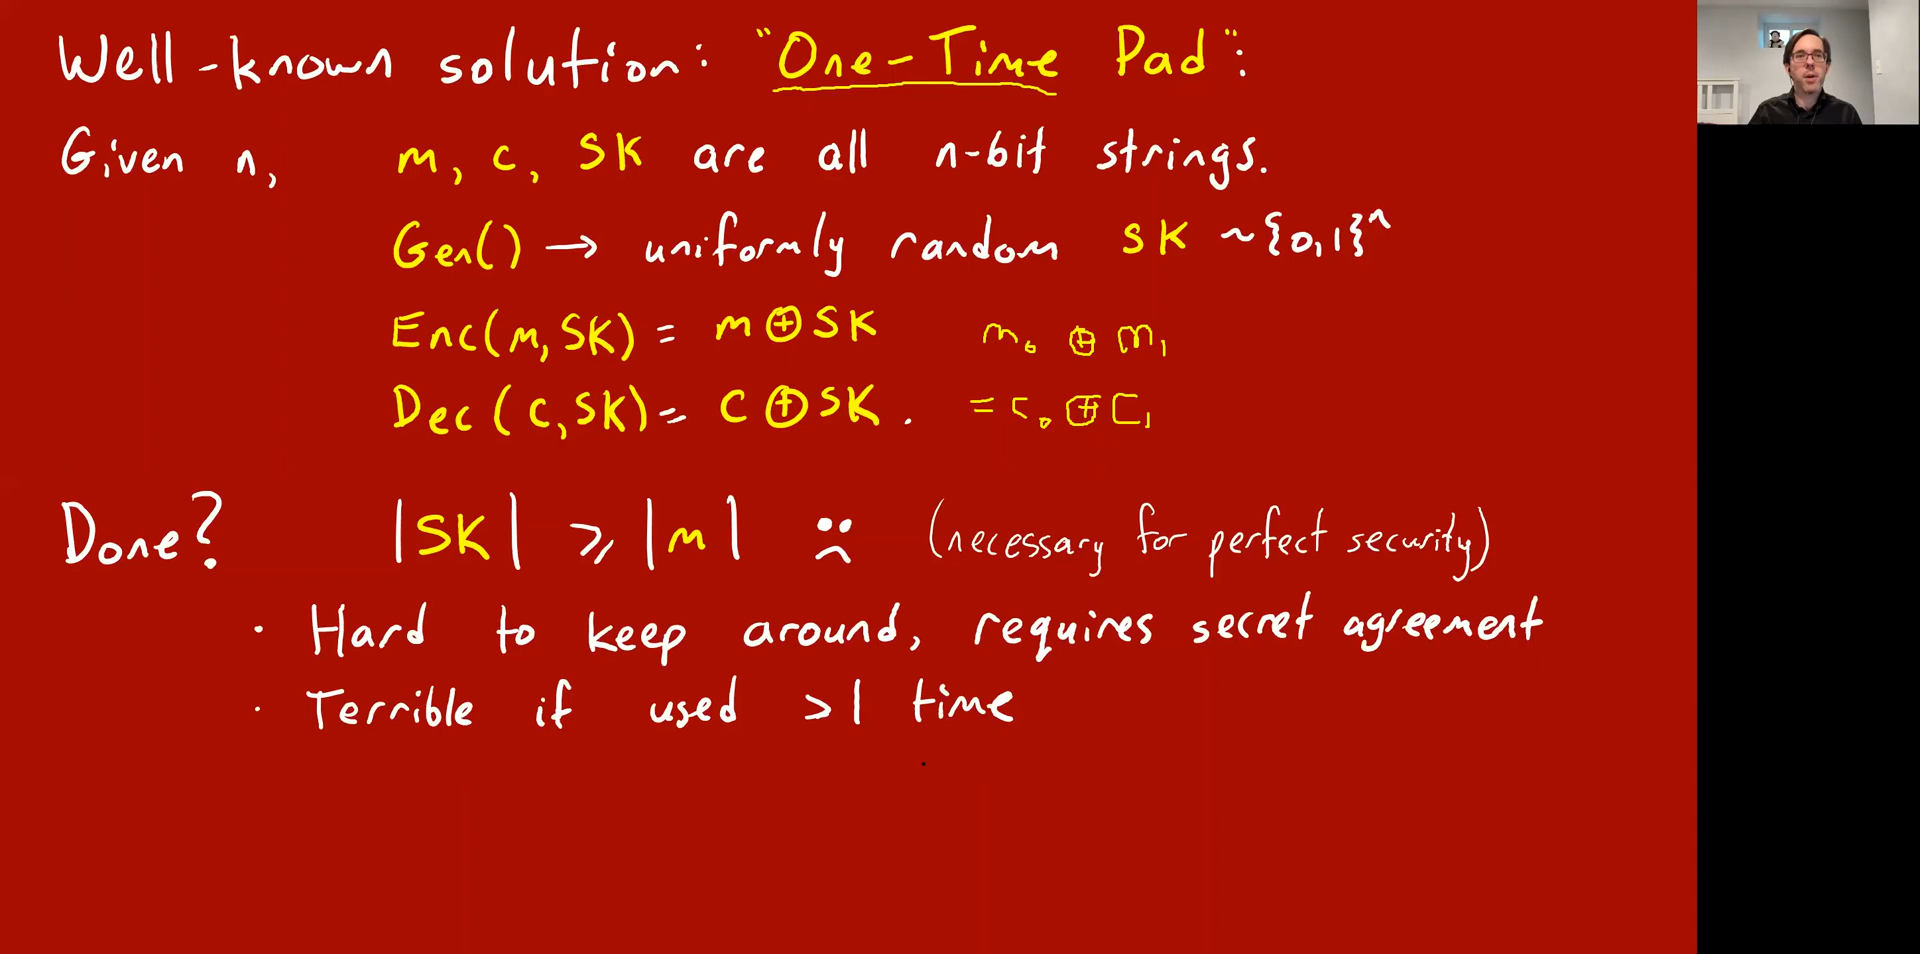 Well-known solution: "One-Time Pad":
Given n, m, c, SK are all n-bit strings.
Gen() → uniformly random SK ~{0,1}ⁿ
Enc(m,SK) = m⊕SK m₀ ⊕ m₁
Dec(c,SK) = c⊕SK. = c₀⊕c₁
Done? |SK| ⩾ |m| :( (necessary for perfect security)
· Hard to keep around, requires secret agreement
· Terrible if used >1 time